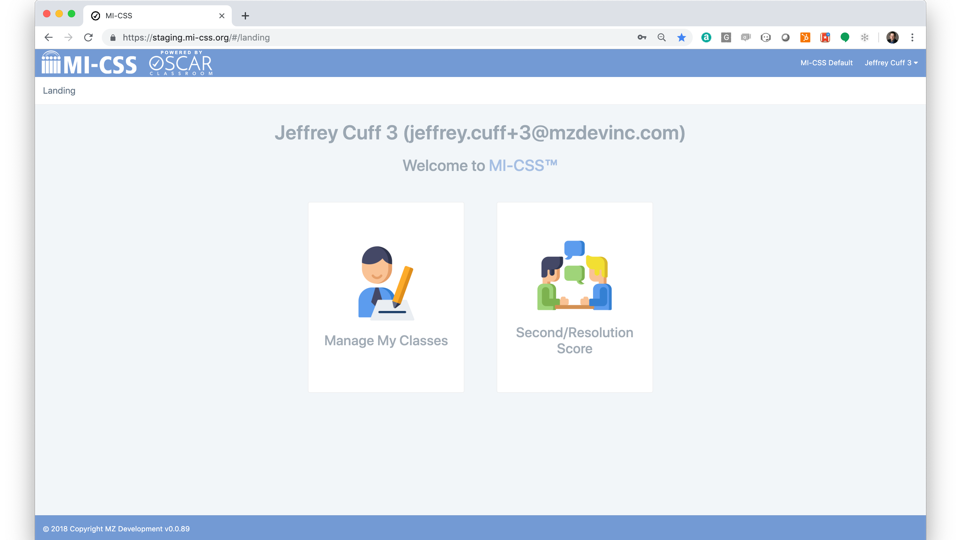 MI-CSS
https://staging.mi-css.org/#/landing
MI-CSS
POWERED BY
OSCAR
CLASSROOM
MI-CSS Default
Jeffrey Cuff 3
Landing
Jeffrey Cuff 3 (jeffrey.cuff+3@mzdevinc.com)
Welcome to MI-CSS™
Manage My Classes
Second/Resolution
Score
© 2018 Copyright MZ Development v0.0.89